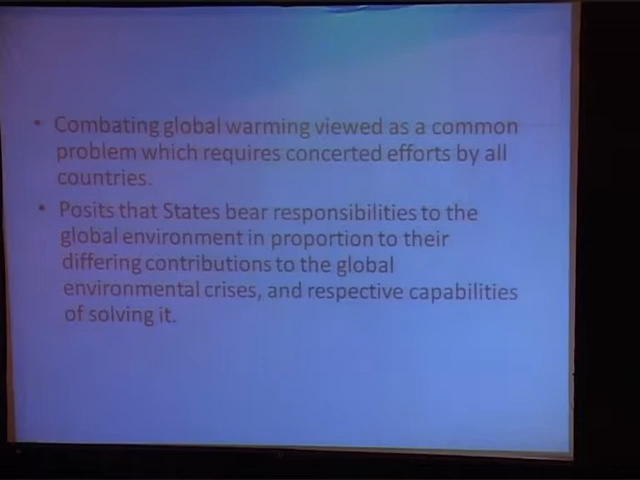 • Combating global warming viewed as a common
problem which requires concerted efforts by all
countries.
• Posits that States bear responsibilities to the
global environment in proportion to their
differing contributions to the global
environmental crises, and respective capabilities
of solving it.